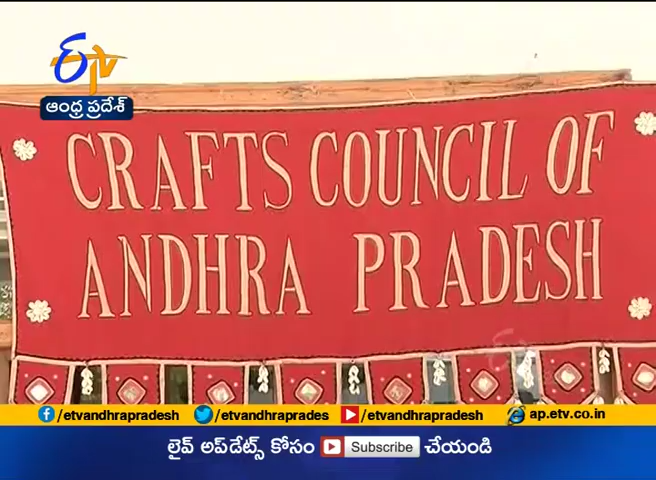 ETV
ఆంధ్ర ప్రదేశ్
CRAFTS COUNCIL OF
ANDHRA PRADESH
/etvandhrapradesh /etvandhraprades /etvandhrapradesh ap.etv.co.in
లైవ్ అప్‌డేట్స్ కోసం Subscribe చేయండి